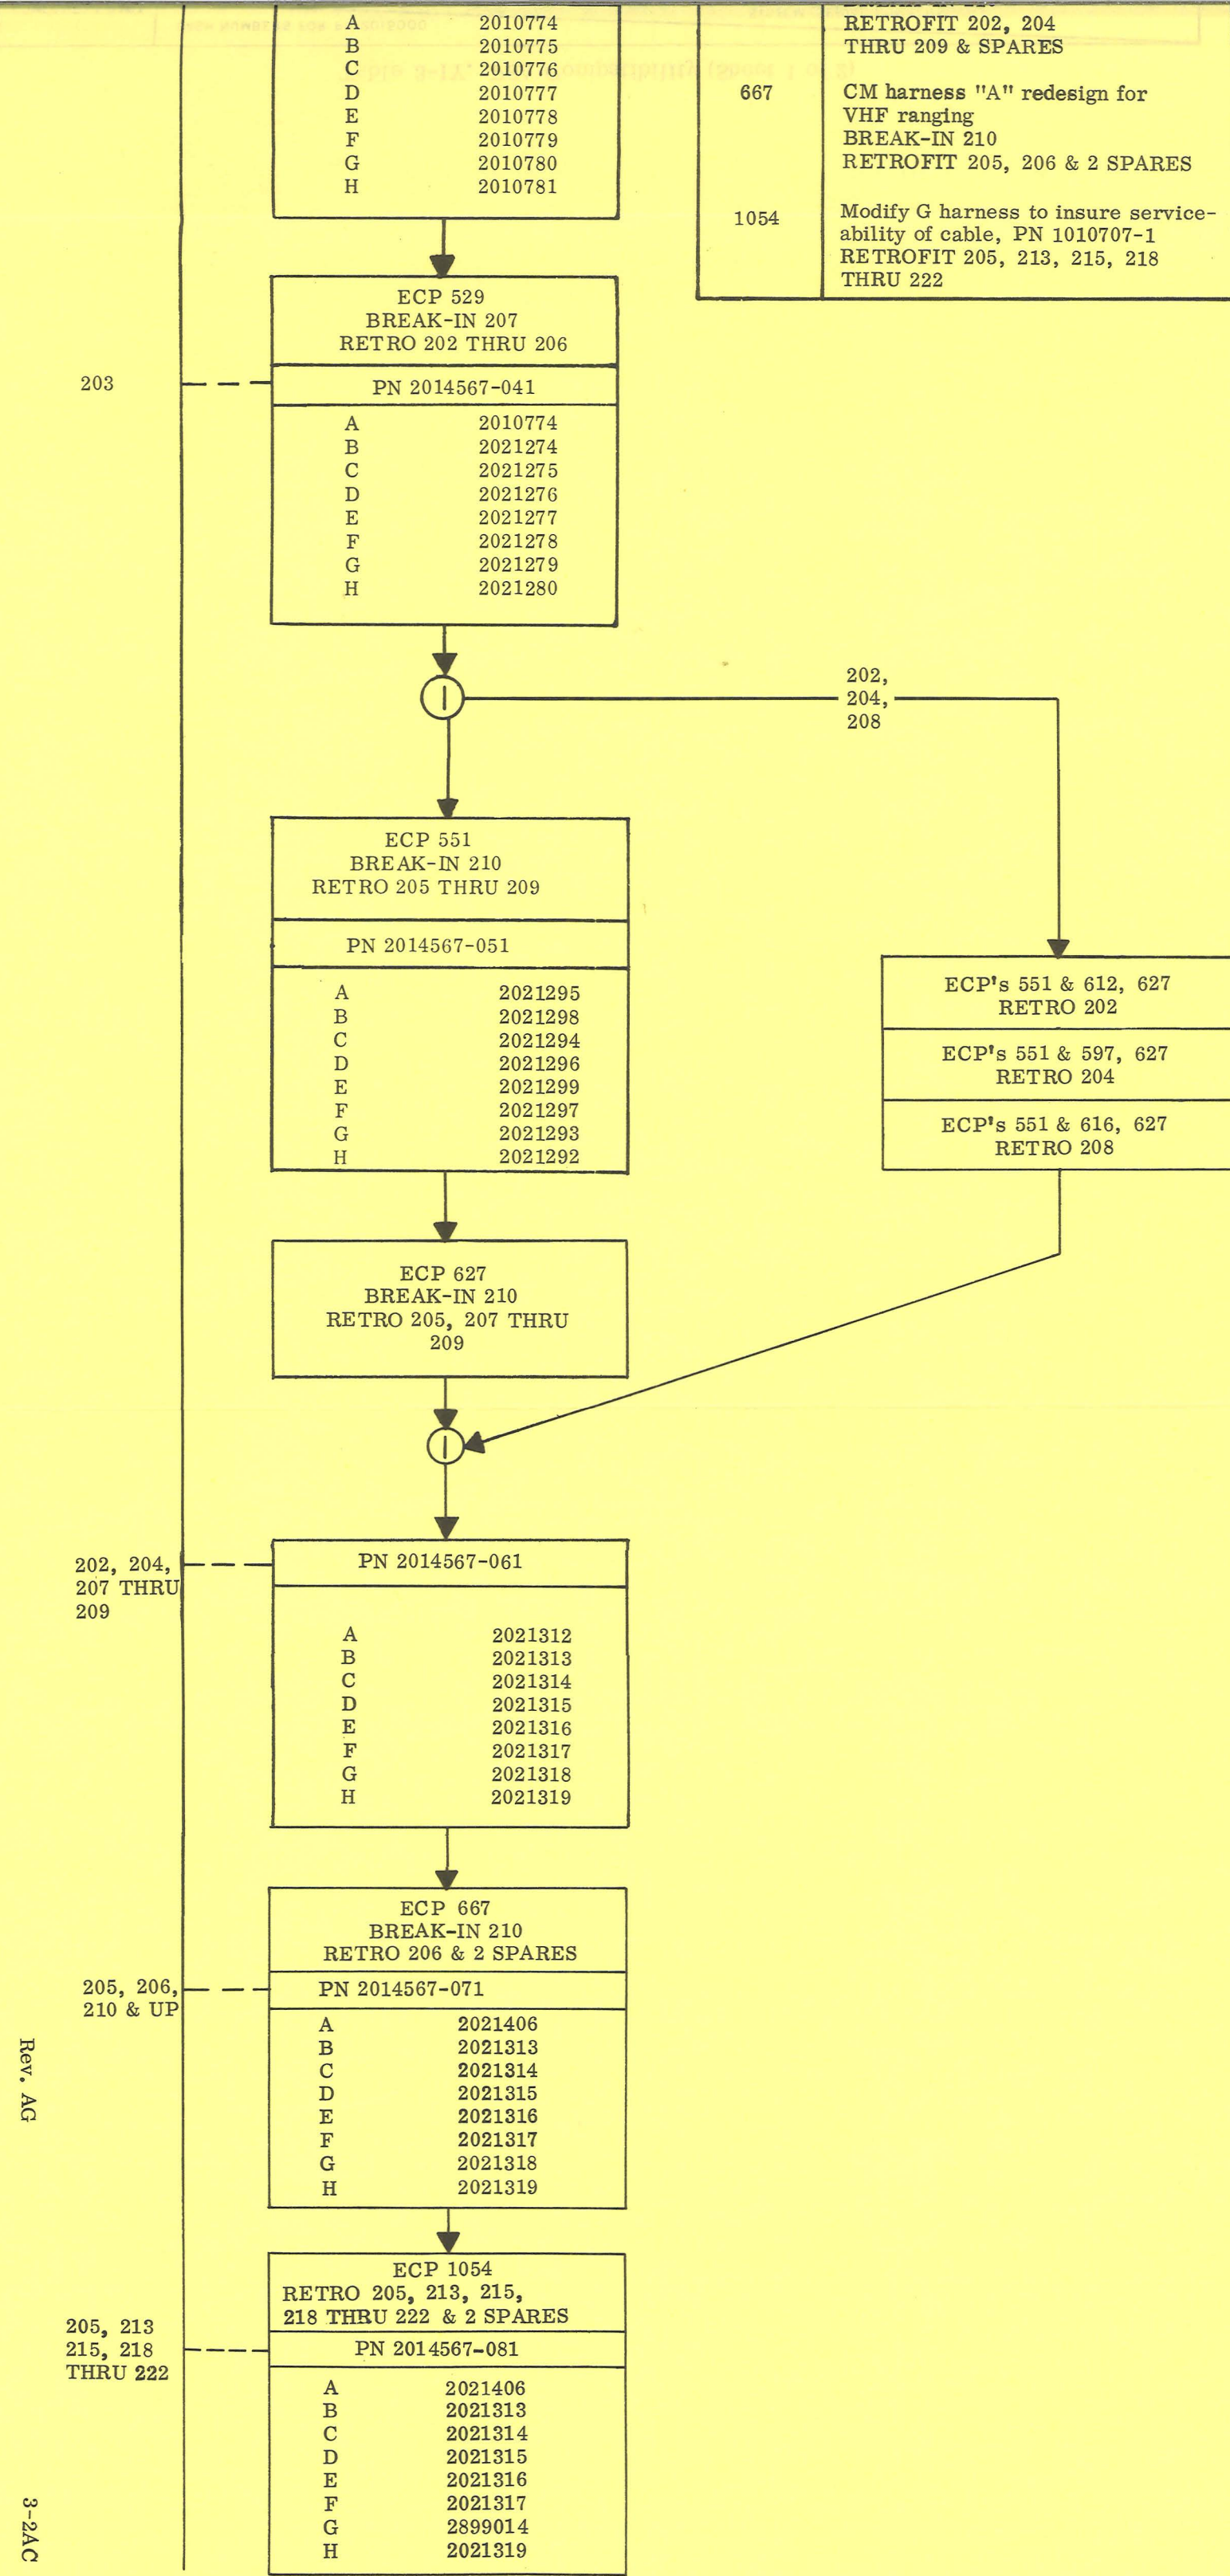 A 2010774
B 2010775
C 2010776
D 2010777
E 2010778
F 2010779
G 2010780
H 2010781
RETROFIT 202, 204
THRU 209 & SPARES
667 CM harness "A" redesign for
VHF ranging
BREAK-IN 210
RETROFIT 205, 206 & 2 SPARES
1054 Modify G harness to insure service-
ability of cable, PN 1010707-1
RETROFIT 205, 213, 215, 218
THRU 222
ECP 529
BREAK-IN 207
RETRO 202 THRU 206
203
PN 2014567-041
A 2010774
B 2021274
C 2021275
D 2021276
E 2021277
F 2021278
G 2021279
H 2021280
202,
204,
208
ECP 551
BREAK-IN 210
RETRO 205 THRU 209
PN 2014567-051
A 2021295
B 2021298
C 2021294
D 2021296
E 2021299
F 2021297
G 2021293
H 2021292
ECP's 551 & 612, 627
RETRO 202
ECP's 551 & 597, 627
RETRO 204
ECP's 551 & 616, 627
RETRO 208
ECP 627
BREAK-IN 210
RETRO 205, 207 THRU
209
202, 204,
207 THRU
209
PN 2014567-061
A 2021312
B 2021313
C 2021314
D 2021315
E 2021316
F 2021317
G 2021318
H 2021319
ECP 667
BREAK-IN 210
RETRO 206 & 2 SPARES
205, 206,
210 & UP
PN 2014567-071
A 2021406
B 2021313
C 2021314
D 2021315
E 2021316
F 2021317
G 2021318
H 2021319
ECP 1054
RETRO 205, 213, 215,
218 THRU 222 & 2 SPARES
205, 213
215, 218
THRU 222
PN 2014567-081
A 2021406
B 2021313
C 2021314
D 2021315
E 2021316
F 2021317
G 2899014
H 2021319
Rev. AG
3-2AC